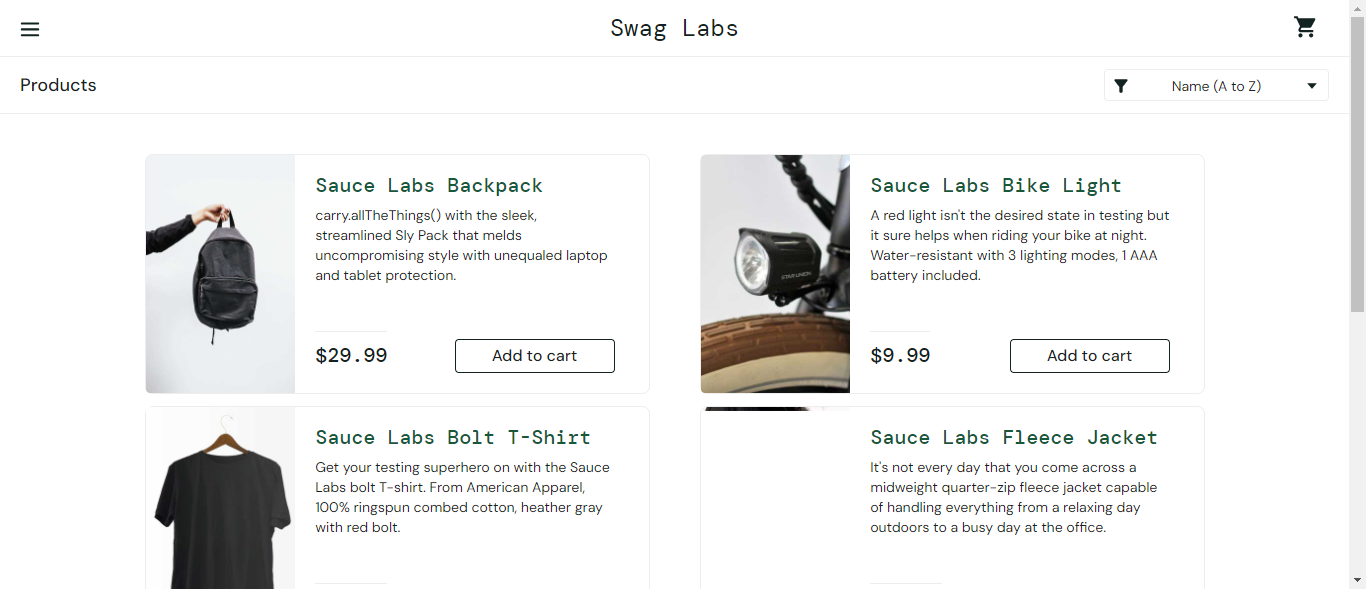 Swag Labs
Products
Name (A to Z)
Sauce Labs Backpack
carry.allTheThings() with the sleek,
streamlined Sly Pack that melds
uncompromising style with unequaled laptop
and tablet protection.
$29.99
Add to cart
Sauce Labs Bike Light
A red light isn't the desired state in testing but
it sure helps when riding your bike at night.
Water-resistant with 3 lighting modes, 1 AAA
battery included.
$9.99
Add to cart
STAR UNION
Sauce Labs Bolt T-Shirt
Get your testing superhero on with the Sauce
Labs bolt T-shirt. From American Apparel,
100% ringspun combed cotton, heather gray
with red bolt.
Sauce Labs Fleece Jacket
It's not every day that you come across a
midweight quarter-zip fleece jacket capable
of handling everything from a relaxing day
outdoors to a busy day at the office.